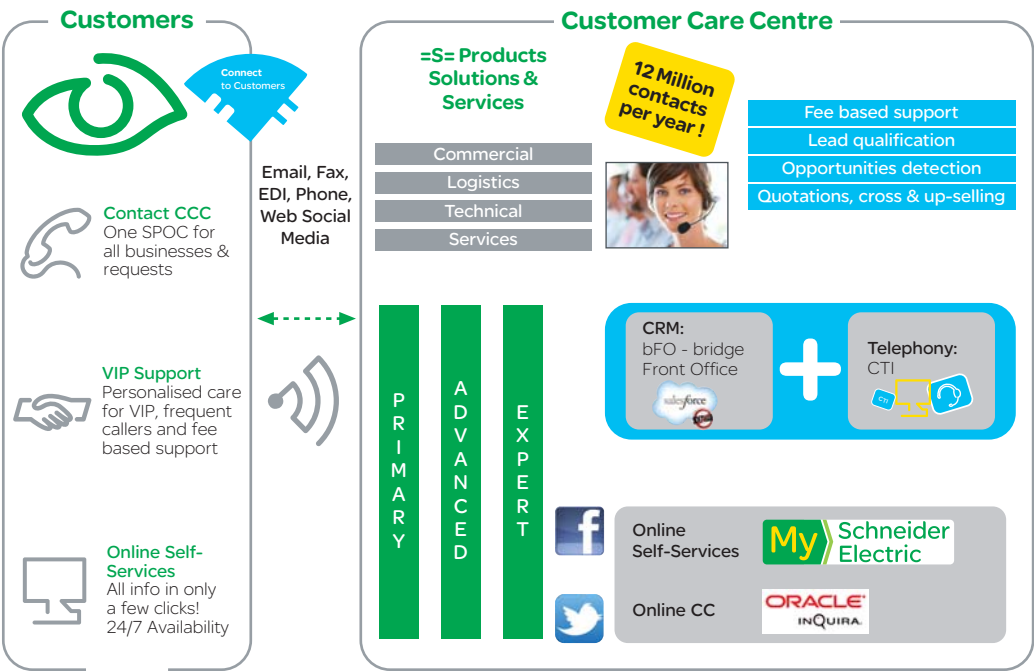 Customers
Connect
to Customers
Contact CCC
One SPOC for
all businesses &
requests
VIP Support
Personalised care
for VIP, frequent
callers and fee
based support
Online Self-
Services
All info in only
a few clicks!
24/7 Availability
Email, Fax,
EDI, Phone,
Web Social
Media
Customer Care Centre
=S= Products
Solutions &
Services
12 Million
contacts
per year !
Commercial
Logistics
Technical
Services
Fee based support
Lead qualification
Opportunities detection
Quotations, cross & up-selling
PRIMARY
ADVANCED
EXPERT
CRM:
bFO - bridge
Front Office
salesforce
Telephony:
CTI
CTI
f
Online
Self-Services
My Schneider
Electric
Online CC
ORACLE
INQUIRA